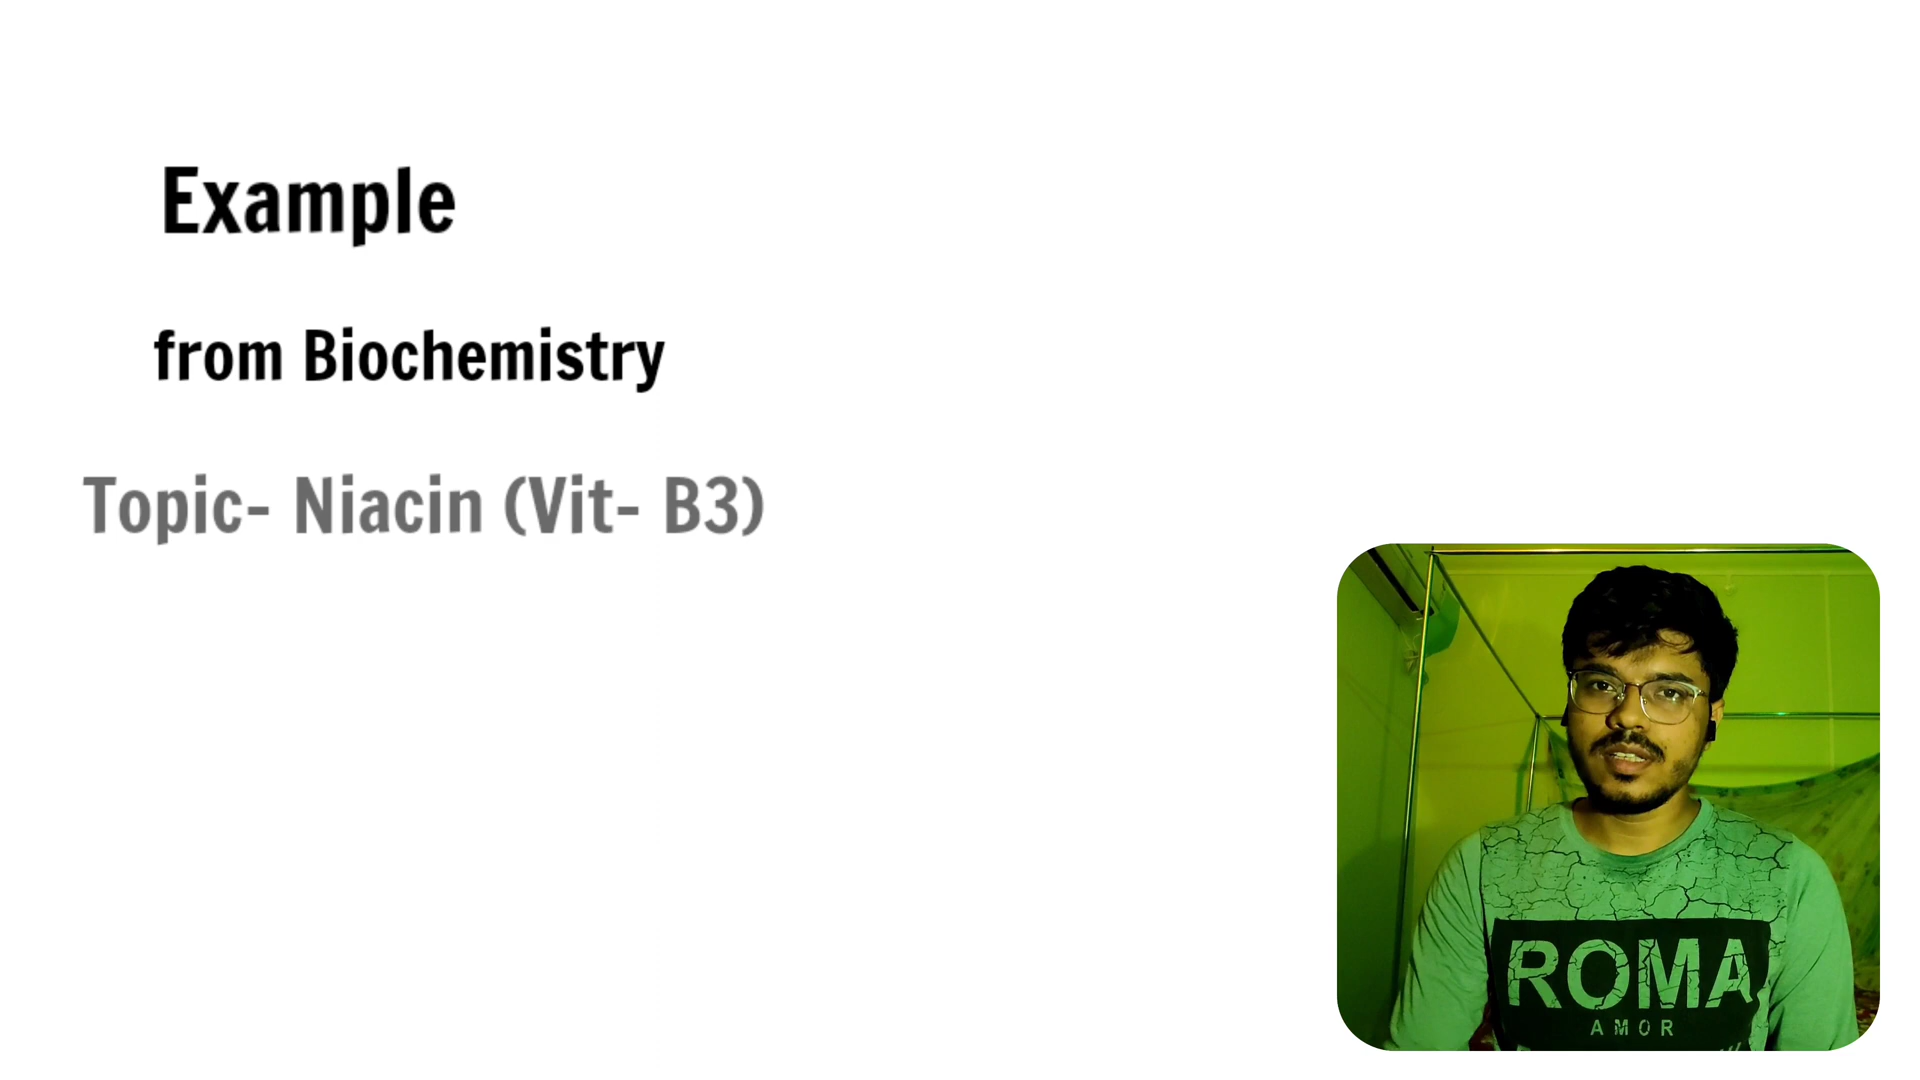 Example
from Biochemistry
Topic- Niacin (Vit- B3)
ROMA
AMOR